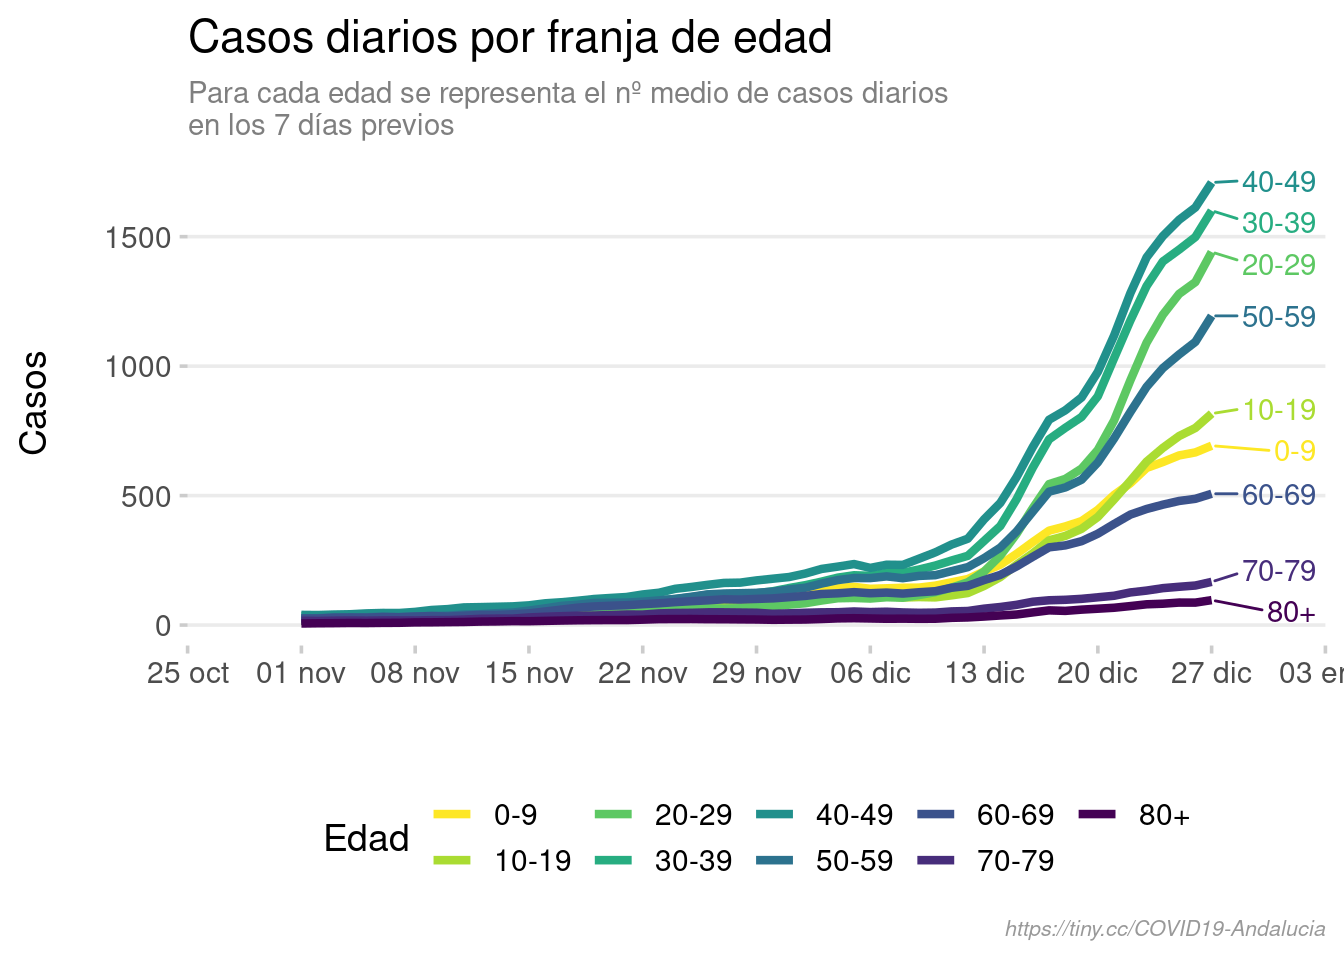 Casos diarios por franja de edad
Para cada edad se representa el nº medio de casos diarios
en los 7 días previos
Casos
1500
1000
500
0
40-49
30-39
20-29
50-59
10-19
0-9
60-69
70-79
80+
25 oct 01 nov 08 nov 15 nov 22 nov 29 nov 06 dic 13 dic 20 dic 27 dic 03 er
Edad
0-9 20-29 40-49 60-69 80+
10-19 30-39 50-59 70-79
https://tiny.cc/COVID19-Andalucia